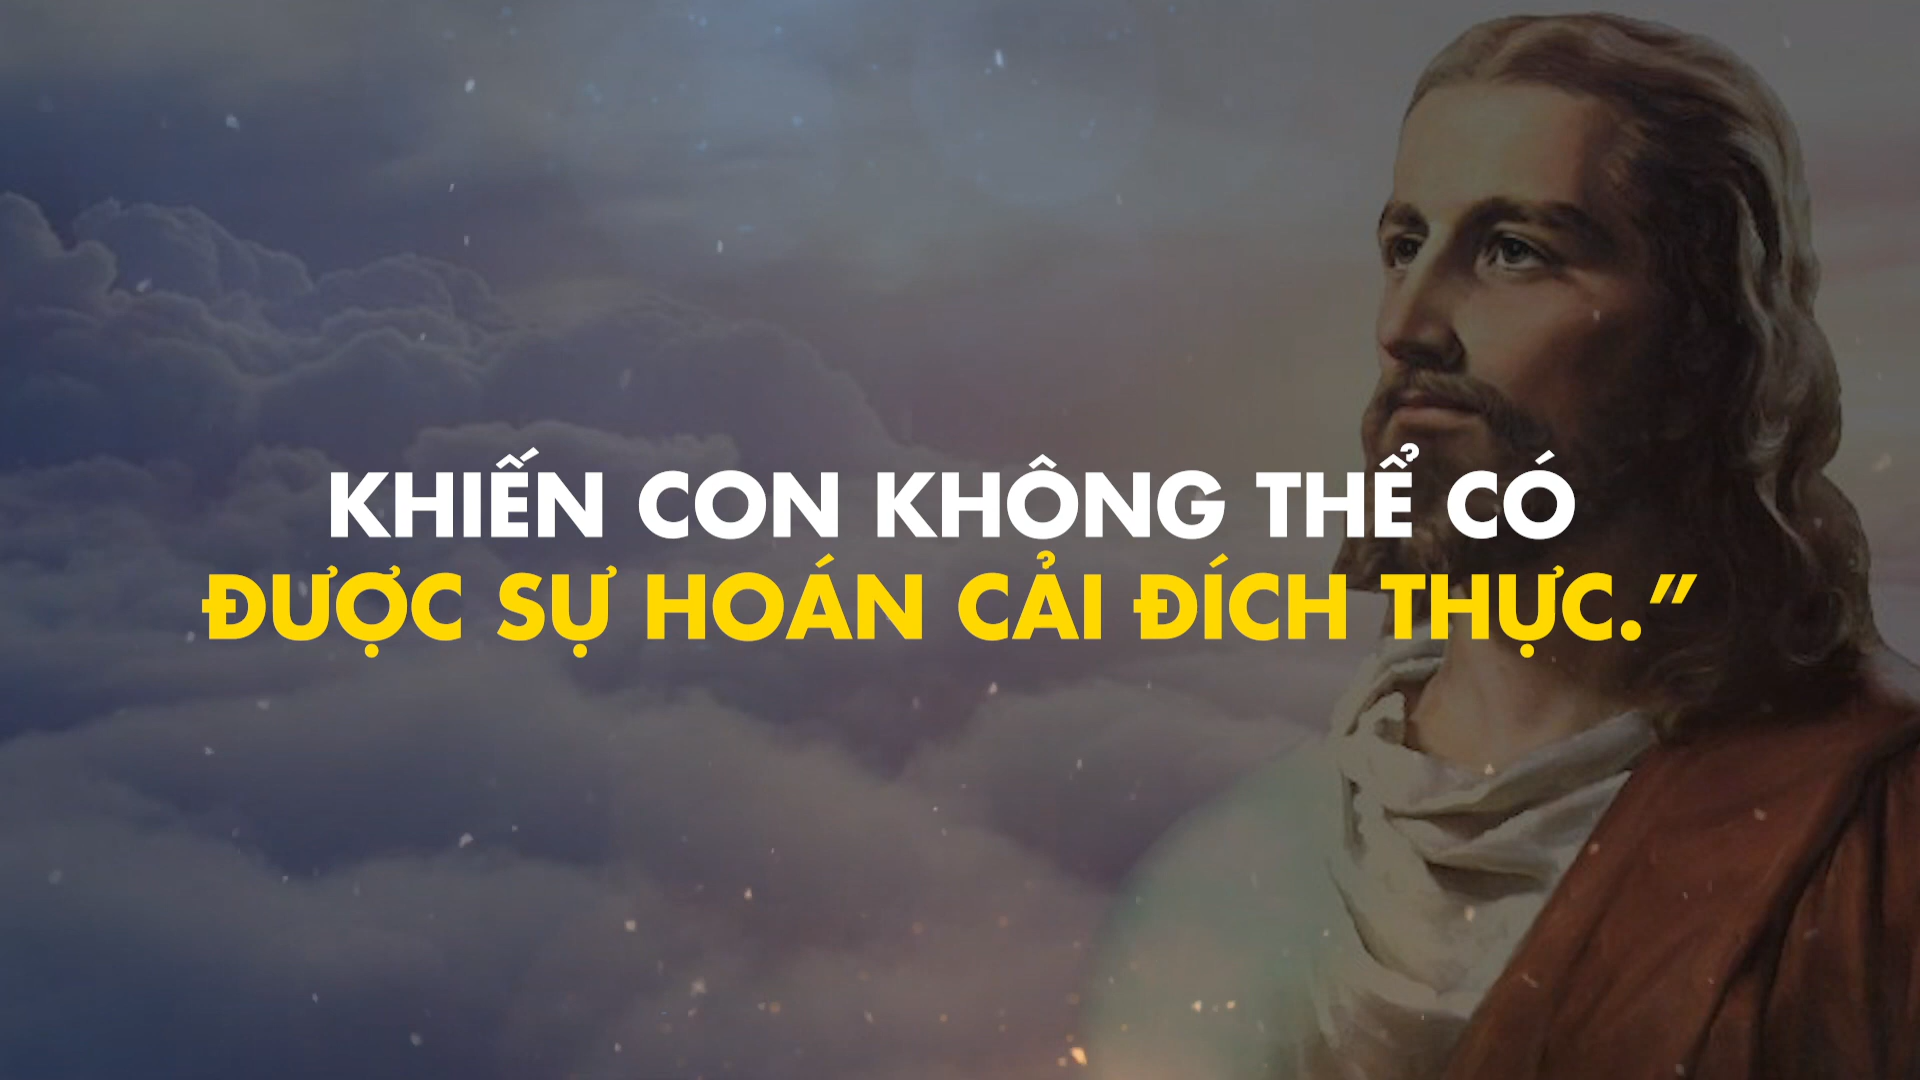 KHIẾN CON KHÔNG THỂ CÓ
ĐƯỢC SỰ HOÁN CẢI ĐÍCH THỰC.”